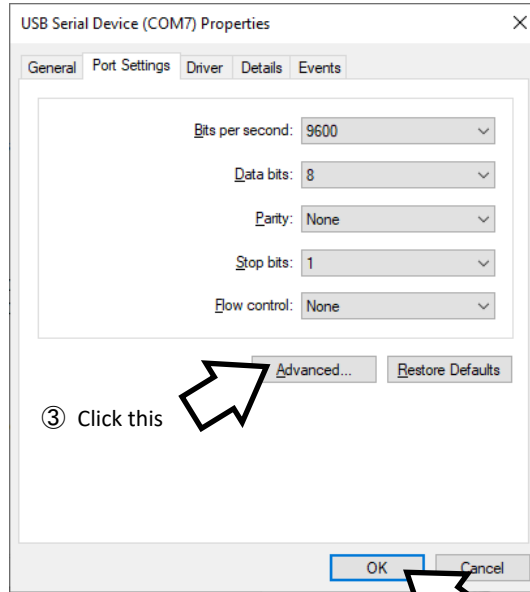 USB Serial Device (COM7) Properties
General Port Settings Driver Details Events
Bits per second: 9600
Data bits: 8
Parity: None
Stop bits: 1
Flow control: None
Advanced... Restore Defaults
③ Click this
OK Cancel